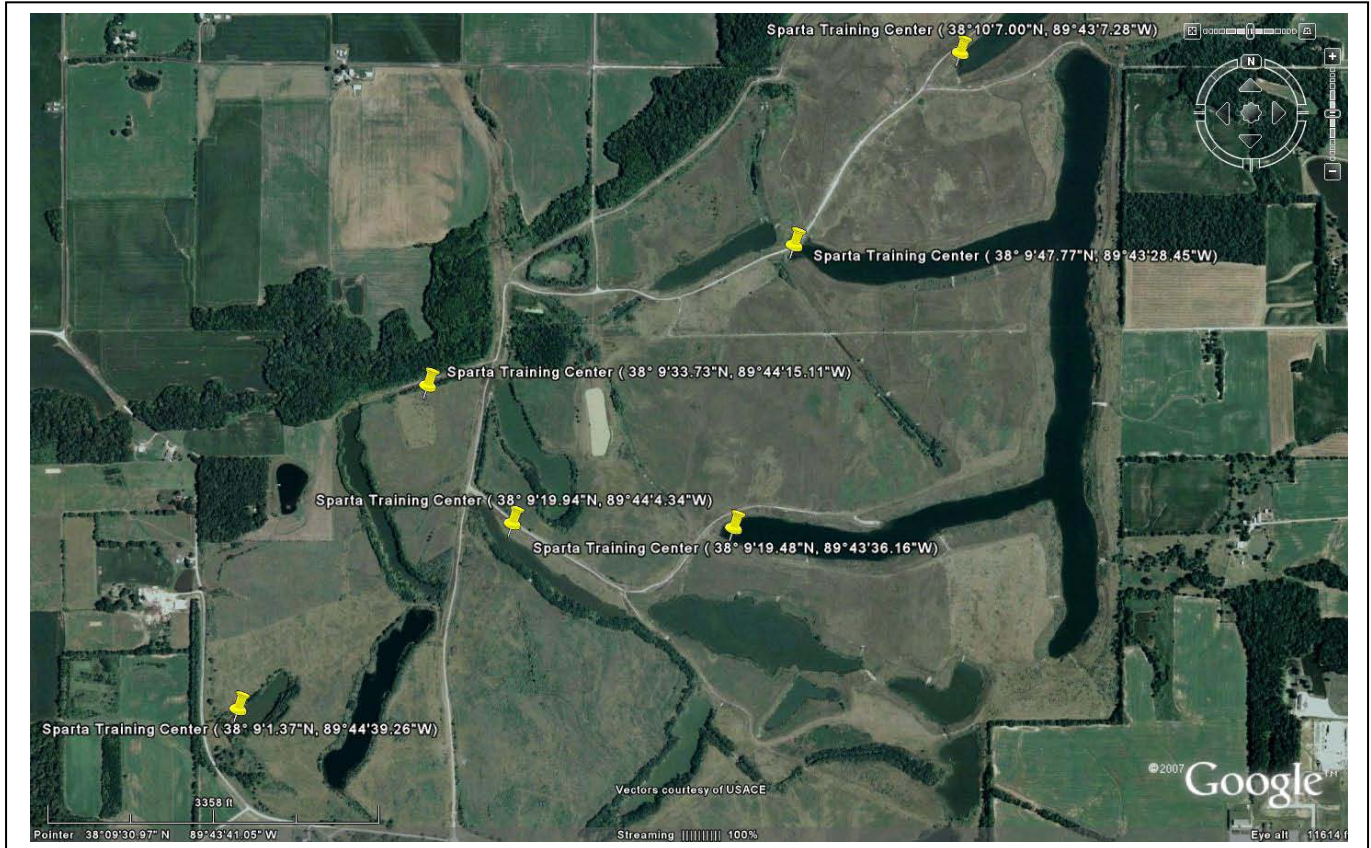 Sparta Training Center ( 38°10'7.00"N, 89°43'7.28"W)
N
Sparta Training Center ( 38° 9'47.77"N, 89°43'28.45"W)
Sparta Training Center ( 38° 9'33.73"N, 89°44'15.11"W)
Sparta Training Center ( 38° 9'19.94"N, 89°44'4.34"W)
Sparta Training Center ( 38° 9'19.48"N, 89°43'36.16"W)
Sparta Training Center ( 38° 9'1.37"N, 89°44'39.26"W)
©2007 Google™
Vectors courtesy of USACE
3358 ft
Pointer 38°09'30.97" N 89°43'41.05" W Streaming |||||||||| 100% Eye alt 11614 f